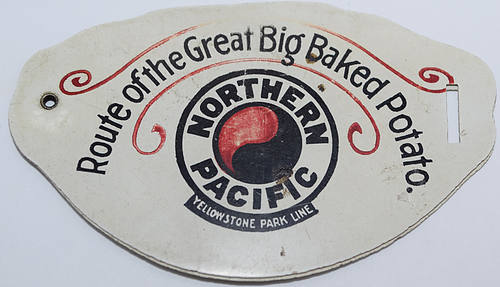 Route of the Great Big Baked Potato.
NORTHERN
PACIFIC
YELLOWSTONE PARK LINE